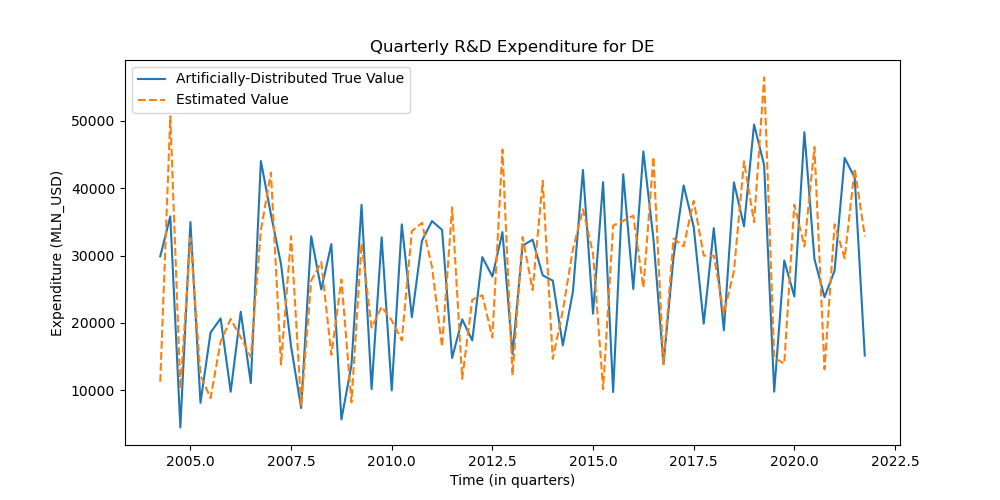 Quarterly R&D Expenditure for DE
Artificially-Distributed True Value
Estimated Value
Expenditure (MLN_USD)
50000
40000
30000
20000
10000
2005.0 2007.5 2010.0 2012.5 2015.0 2017.5 2020.0 2022.5
Time (in quarters)